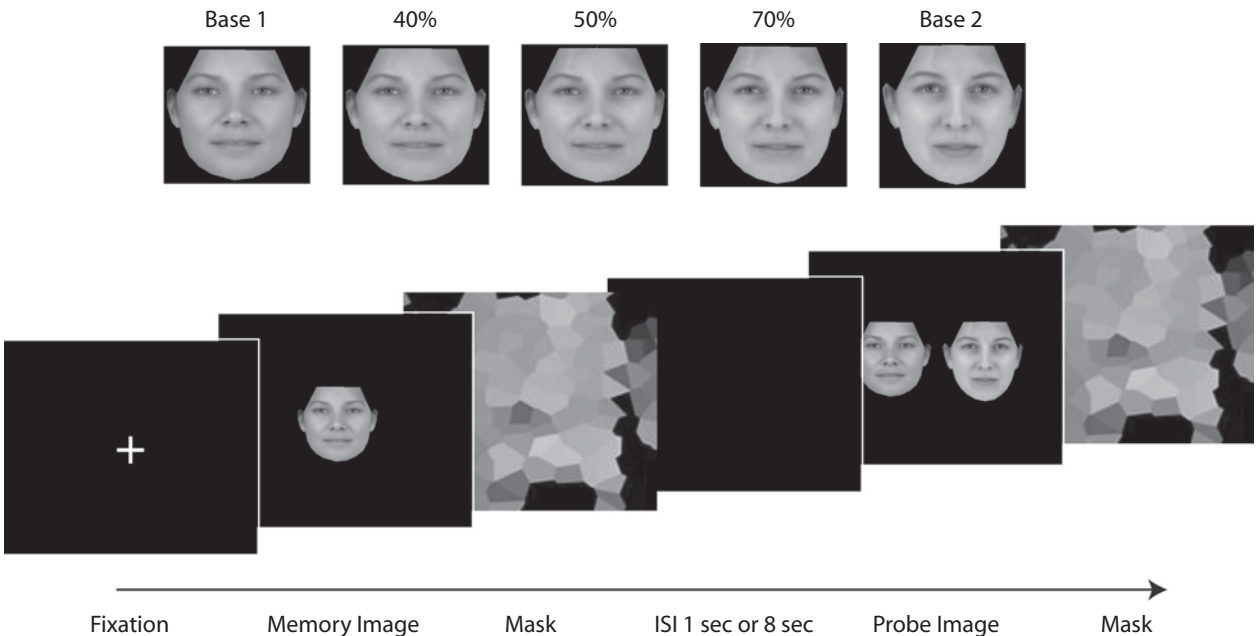 Base 1 40% 50% 70% Base 2
Fixation Memory Image Mask ISI 1 sec or 8 sec Probe Image Mask